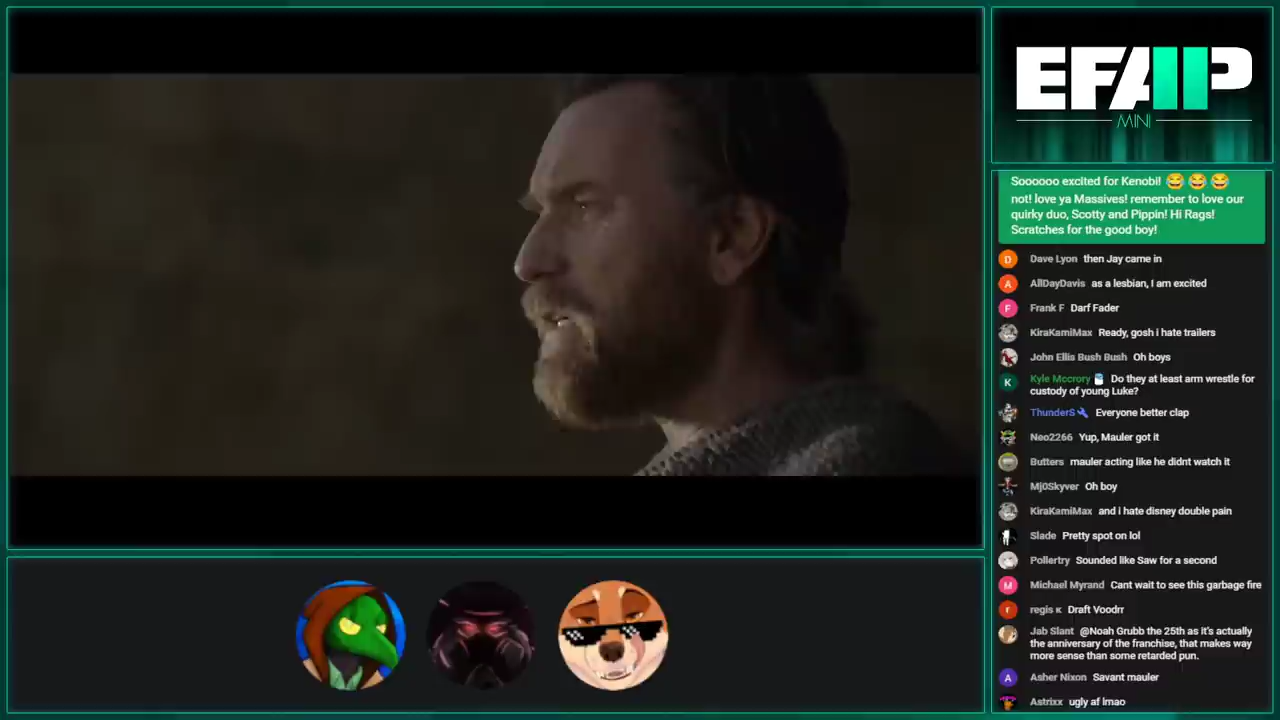 EFAP
MINI
Soooooo excited for Kenobi! 😂 😂 😂
not! love ya Massives! remember to love our
quirky duo, Scotty and Pippin! Hi Rags!
Scratches for the good boy!
D Dave Lyon then Jay came in
A AllDayDavis as a lesbian, I am excited
F Frank F Darf Fader
KiraKamiMax Ready, gosh i hate trailers
John Ellis Bush Bush Oh boys
K Kyle Mccrory Do they at least arm wrestle for
custody of young Luke?
ThunderS Everyone better clap
Neo2266 Yup, Mauler got it
Butters mauler acting like he didnt watch it
Mj0Skyver Oh boy
KiraKamiMax and i hate disney double pain
Slade Pretty spot on lol
Pollertry Sounded like Saw for a second
M Michael Myrand Cant wait to see this garbage fire
r regis κ Draft Voodrr
Jab Slant @Noah Grubb the 25th as it's actually
the anniversary of the franchise, that makes way
more sense than some retarded pun.
A Asher Nixon Savant mauler
Astrixx ugly af lmao